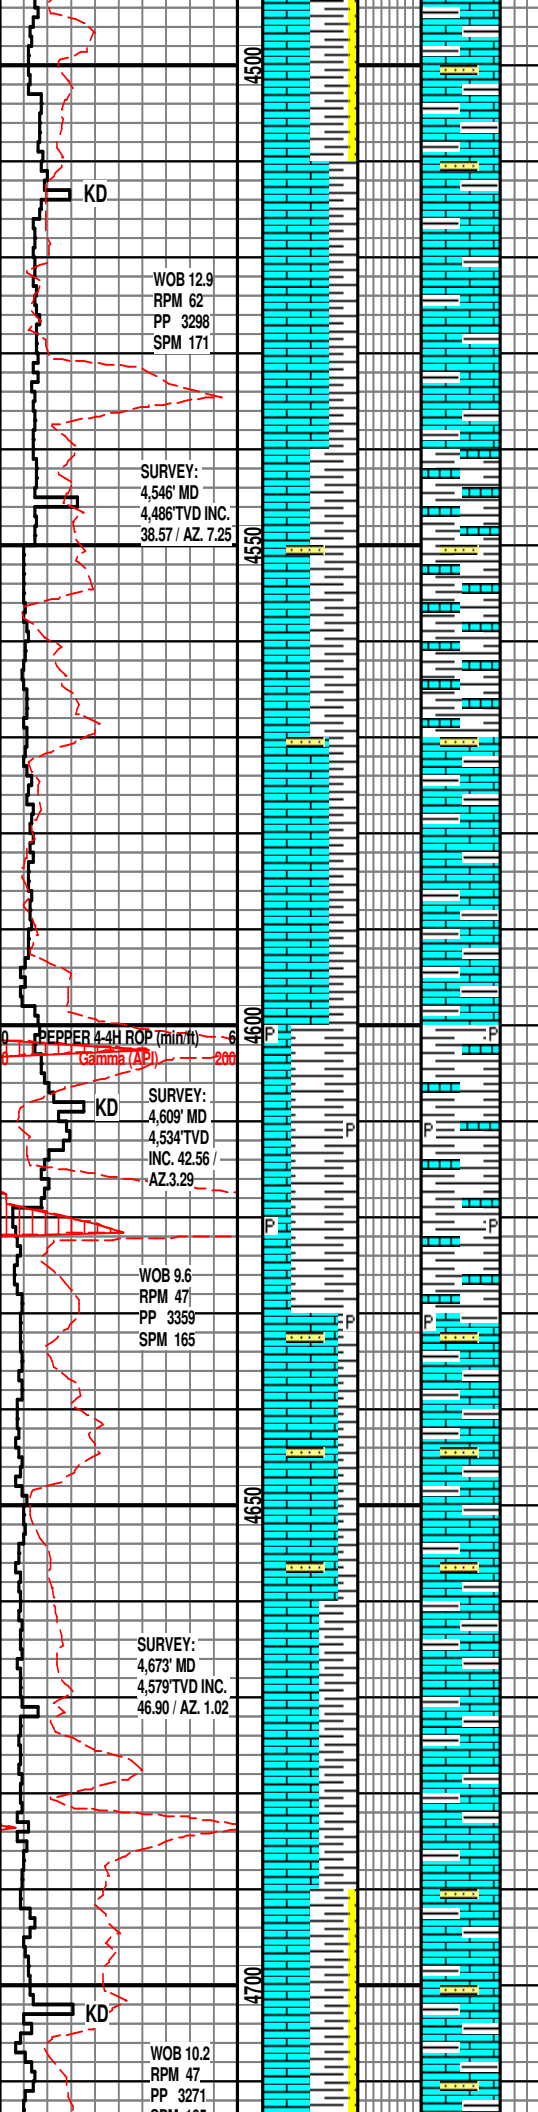 4500
KD
WOB 12.9
RPM 62
PP 3298
SPM 171
SURVEY:
4,546' MD
4,486'TVD INC.
38.57 / AZ. 7.25
4550
4600
0 PEPPER 4-4H ROP (min/ft) 6
0 Gamma (API) 200
P
:P
KD
SURVEY:
4,609' MD
4,534'TVD
INC. 42.56 /
AZ.3.29
P
P
P
:P
WOB 9.6
RPM 47
PP 3359
SPM 165
P
P
4650
SURVEY:
4,673' MD
4,579'TVD INC.
46.90 / AZ. 1.02
4700
KD
WOB 10.2
RPM 47
PP 3271